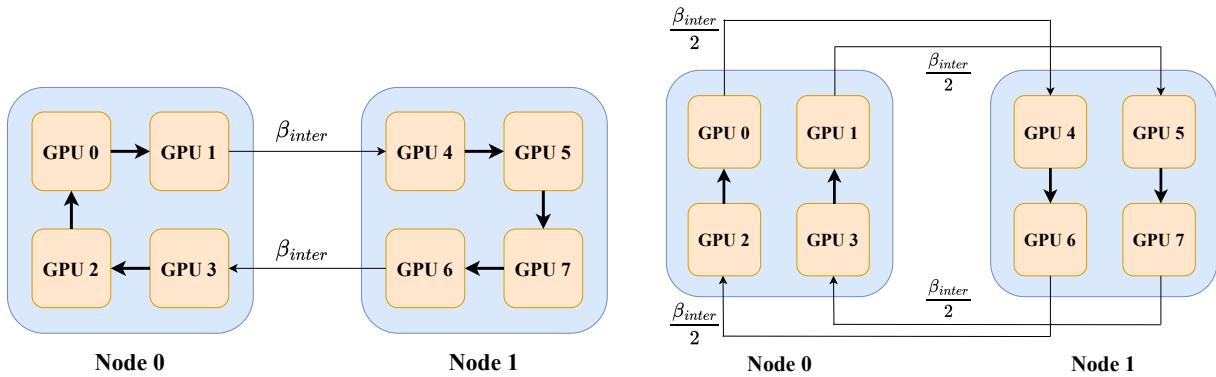 GPU 0
GPU 1
β_inter
GPU 4
GPU 5
GPU 2
GPU 3
β_inter
GPU 6
GPU 7
Node 0
Node 1
β_inter
2
β_inter
2
GPU 0
GPU 1
GPU 4
GPU 5
GPU 2
GPU 3
GPU 6
GPU 7
β_inter
2
β_inter
2
Node 0
Node 1